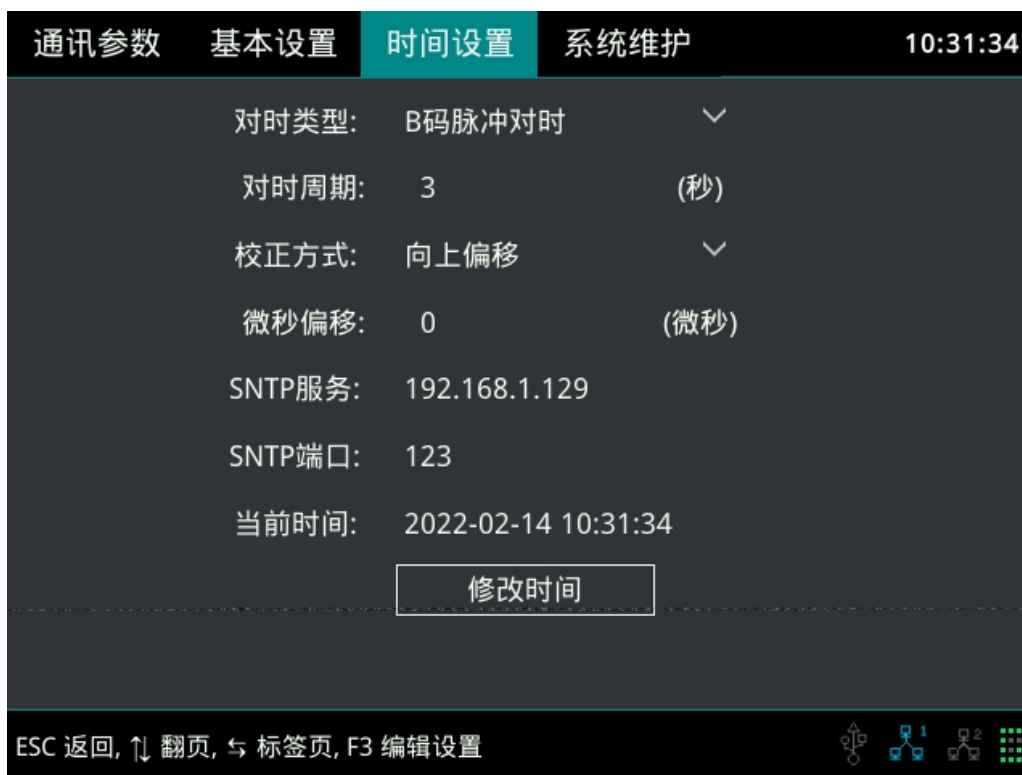 通讯参数 基本设置 时间设置 系统维护 10:31:34
对时类型: B码脉冲对时
对时周期: 3 (秒)
校正方式: 向上偏移
微秒偏移: 0 (微秒)
SNTP服务: 192.168.1.129
SNTP端口: 123
当前时间: 2022-02-14 10:31:34
修改时间
ESC 返回, ↑↓ 翻页, ⇆ 标签页, F3 编辑设置 1 2